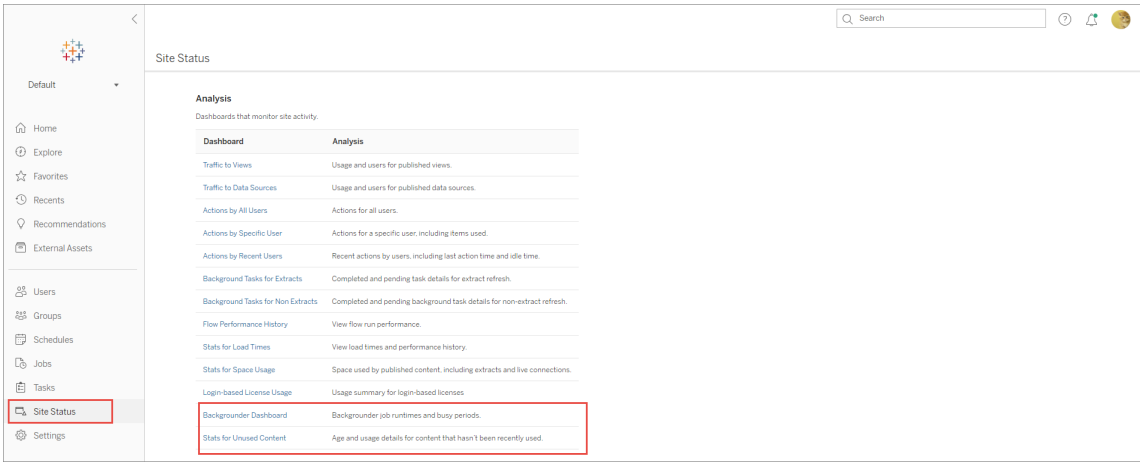 Search
Site Status
Default
Home
Explore
Favorites
Recents
Recommendations
External Assets
Users
Groups
Schedules
Jobs
Tasks
Site Status
Settings
Analysis
Dashboards that monitor site activity.
Dashboard Analysis
Traffic to Views Usage and users for published views.
Traffic to Data Sources Usage and users for published data sources.
Actions by All Users Actions for all users.
Actions by Specific User Actions for a specific user, including items used.
Actions by Recent Users Recent actions by users, including last action time and idle time.
Background Tasks for Extracts Completed and pending task details for extract refresh.
Background Tasks for Non Extracts Completed and pending background task details for non-extract refresh.
Flow Performance History View flow run performance.
Stats for Load Times View load times and performance history.
Stats for Space Usage Space used by published content, including extracts and live connections.
Login-based License Usage Usage summary for login-based licenses
Backgrounder Dashboard Backgrounder job runtimes and busy periods.
Stats for Unused Content Age and usage details for content that hasn't been recently used.